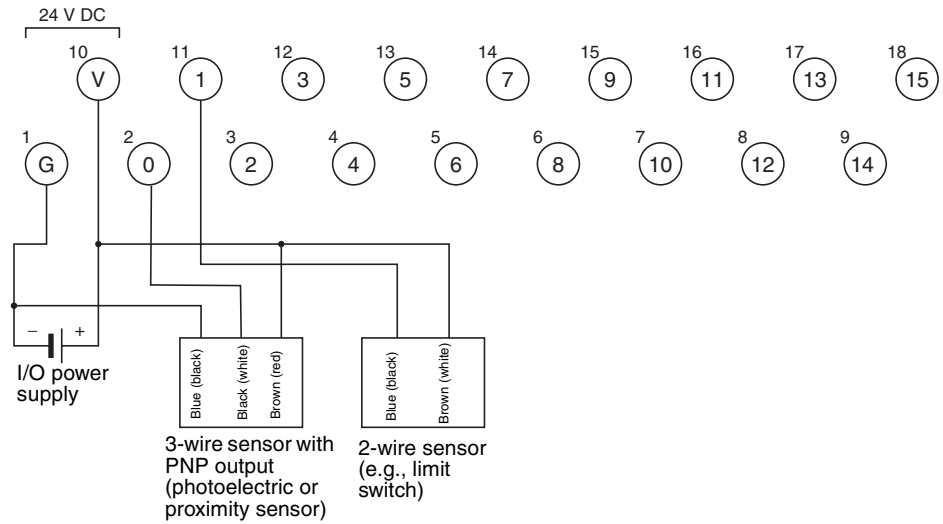 24 V DC
10 11 12 13 14 15 16 17 18
V 1 3 5 7 9 11 13 15
1 2 3 4 5 6 7 8 9
G 0 2 4 6 8 10 12 14
− +
I/O power
supply
Blue (black)
Black (white)
Brown (red)
3-wire sensor with
PNP output
(photoelectric or
proximity sensor)
Blue (black)
Brown (white)
2-wire sensor
(e.g., limit
switch)